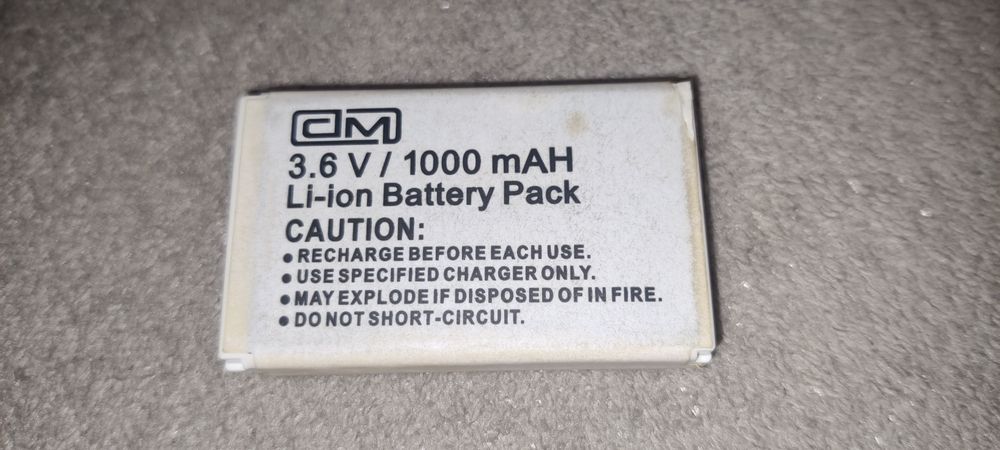 CM
3.6 V / 1000 mAH
Li-ion Battery Pack
CAUTION:
• RECHARGE BEFORE EACH USE.
• USE SPECIFIED CHARGER ONLY.
• MAY EXPLODE IF DISPOSED OF IN FIRE.
• DO NOT SHORT-CIRCUIT.